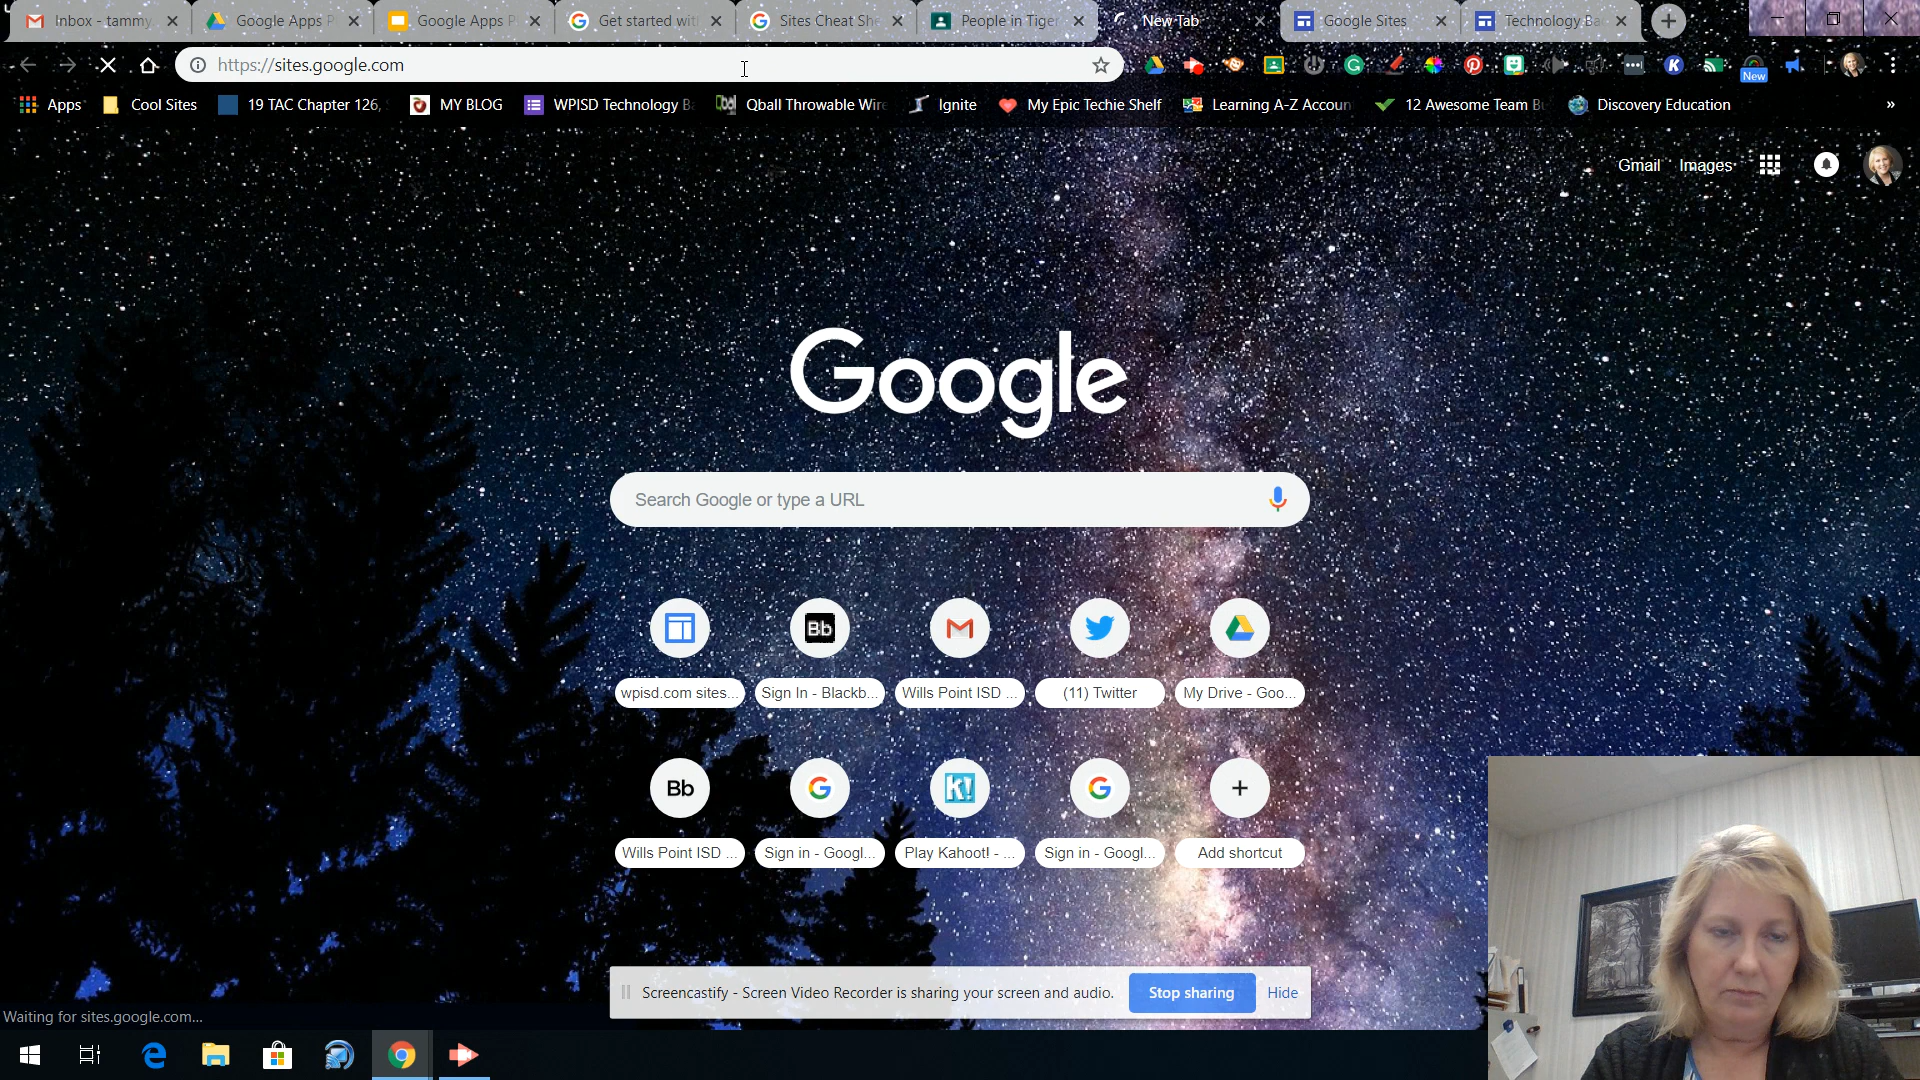 Inbox - tammy
Google Apps P
Google Apps P
Get started wit
Sites Cheat She
People in Tiger
New Tab
Google Sites
Technology Ba
https://sites.google.com
New
Apps
Cool Sites
19 TAC Chapter 126,
MY BLOG
WPISD Technology Ba
Qball Throwable Wire
Ignite
My Epic Techie Shelf
Learning A-Z Accoun
12 Awesome Team Bu
Discovery Education
»
Gmail
Images
Google
Search Google or type a URL
Bb
wpisd.com sites...
Sign In - Blackb...
Wills Point ISD ...
(11) Twitter
My Drive - Goo...
Bb
K!
Wills Point ISD ...
Sign in - Googl...
Play Kahoot! - ...
Sign in - Googl...
Add shortcut
Screencastify - Screen Video Recorder is sharing your screen and audio.
Stop sharing
Hide
Waiting for sites.google.com...